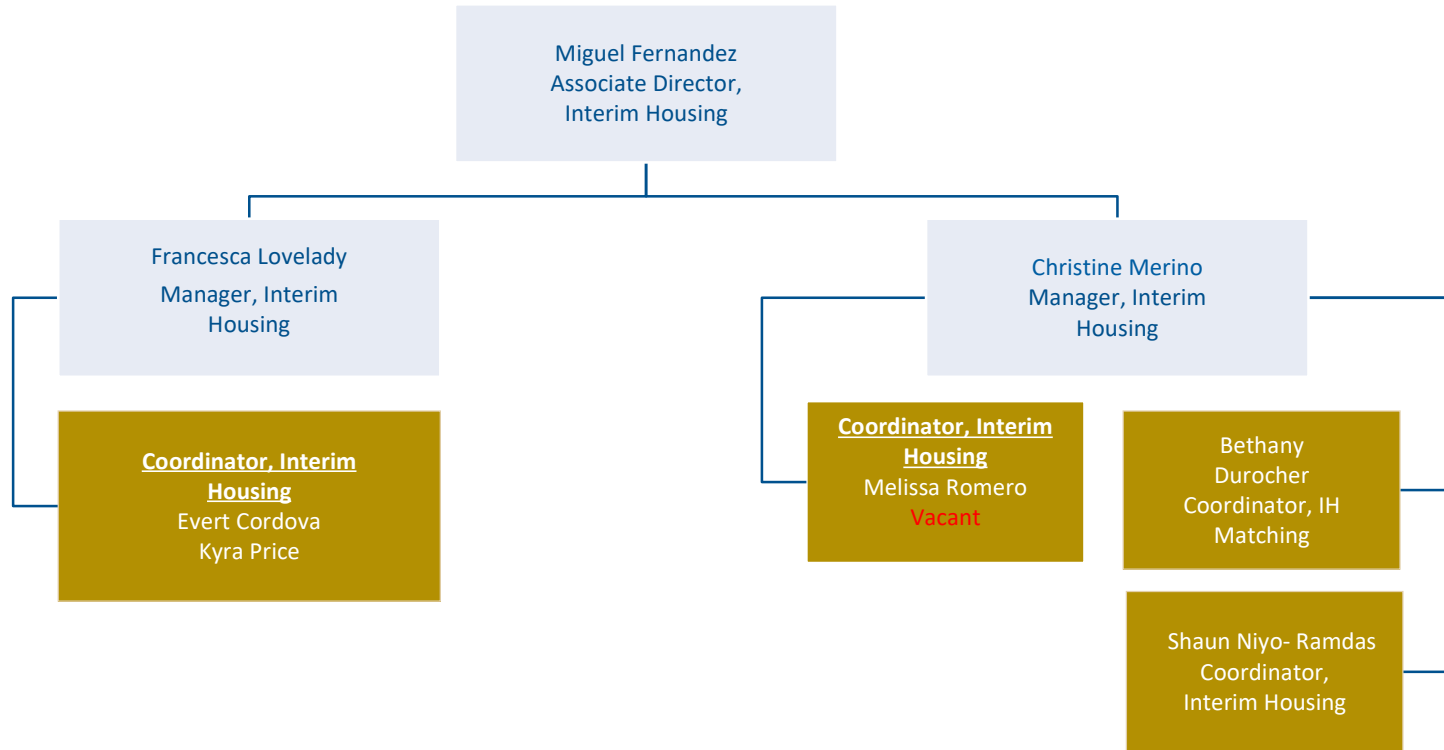 Miguel Fernandez
Associate Director,
Interim Housing
Francesca Lovelady
Manager, Interim
Housing
Christine Merino
Manager, Interim
Housing
Coordinator, Interim
Housing
Evert Cordova
Kyra Price
Coordinator, Interim
Housing
Melissa Romero
Vacant
Bethany
Durocher
Coordinator, IH
Matching
Shaun Niyo- Ramdas
Coordinator,
Interim Housing